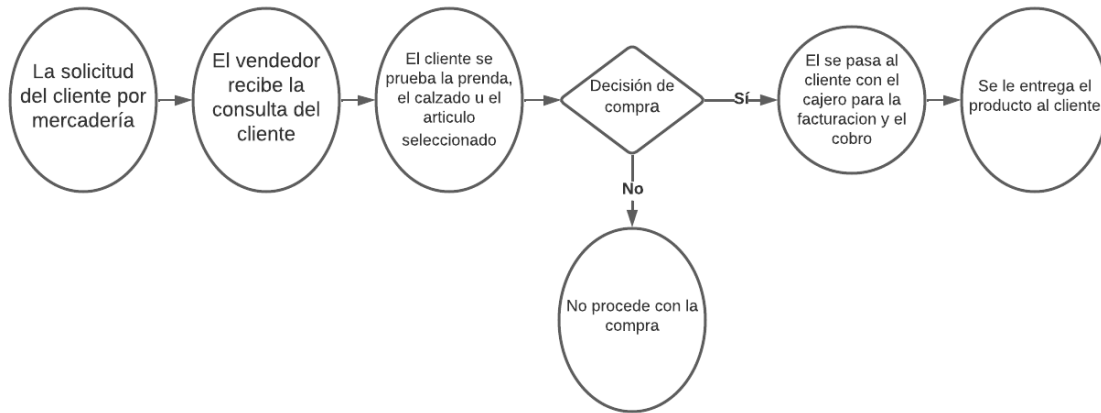 La solicitud
del cliente por
mercadería
El vendedor
recibe la
consulta del
cliente
El cliente se
prueba la prenda,
el calzado u el
articulo
seleccionado
Decisión de
compra
Sí
El se pasa al
cliente con el
cajero para la
facturacion y el
cobro
Se le entrega el
producto al cliente
No
No procede con la
compra